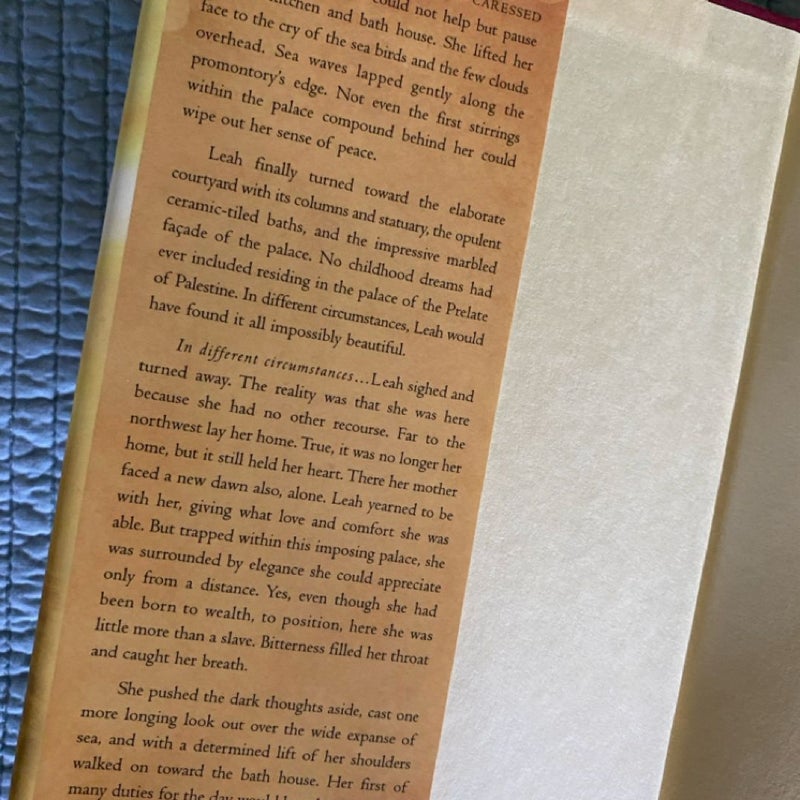 CARESSED
could not help but pause
kitchen and bath house. She lifted her
face to the cry of the sea birds and the few clouds
overhead. Sea waves lapped gently along the
promontory's edge. Not even the first stirrings
within the palace compound behind her could
wipe out her sense of peace.
Leah finally turned toward the elaborate
courtyard with its columns and statuary, the opulent
ceramic-tiled baths, and the impressive marbled
façade of the palace. No childhood dreams had
ever included residing in the palace of the Prelate
of Palestine. In different circumstances, Leah would
have found it all impossibly beautiful.
In different circumstances...Leah sighed and
turned away. The reality was that she was here
because she had no other recourse. Far to the
northwest lay her home. True, it was no longer her
home, but it still held her heart. There her mother
faced a new dawn also, alone. Leah yearned to be
with her, giving what love and comfort she was
able. But trapped within this imposing palace, she
was surrounded by elegance she could appreciate
only from a distance. Yes, even though she had
been born to wealth, to position, here she was
little more than a slave. Bitterness filled her throat
and caught her breath.
She pushed the dark thoughts aside, cast one
more longing look out over the wide expanse of
sea, and with a determined lift of her shoulders
walked on toward the bath house. Her first of
many duties for the day would